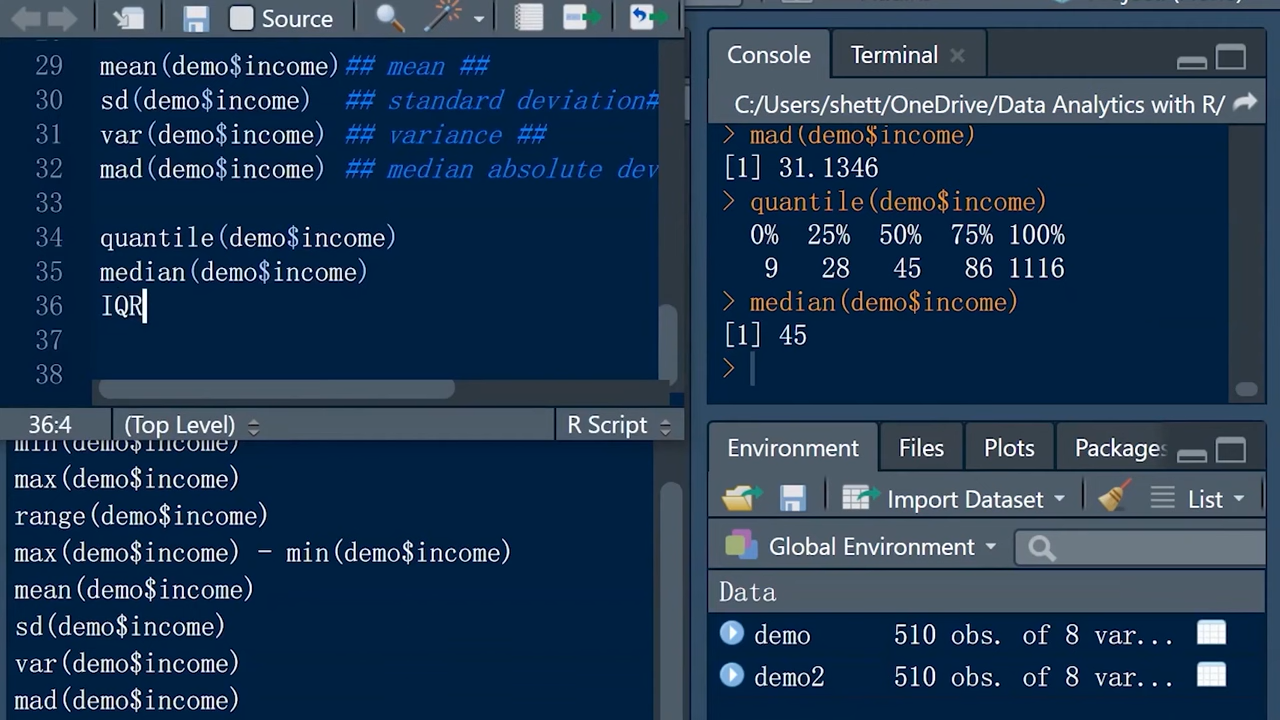 Source
29 mean(demo$income)## mean ##
30 sd(demo$income) ## standard deviation#
31 var(demo$income) ## variance ##
32 mad(demo$income) ## median absolute dev
33
34 quantile(demo$income)
35 median(demo$income)
36 IQR
37
38
36:4 (Top Level) R Script
min(demo$income)
max(demo$income)
range(demo$income)
max(demo$income) - min(demo$income)
mean(demo$income)
sd(demo$income)
var(demo$income)
mad(demo$income)
Console Terminal
C:/Users/shett/OneDrive/Data Analytics with R/
> mad(demo$income)
[1] 31.1346
> quantile(demo$income)
0% 25% 50% 75% 100%
9 28 45 86 1116
> median(demo$income)
[1] 45
>
Environment Files Plots Packages
Import Dataset List
Global Environment
Data
demo 510 obs. of 8 var...
demo2 510 obs. of 8 var...